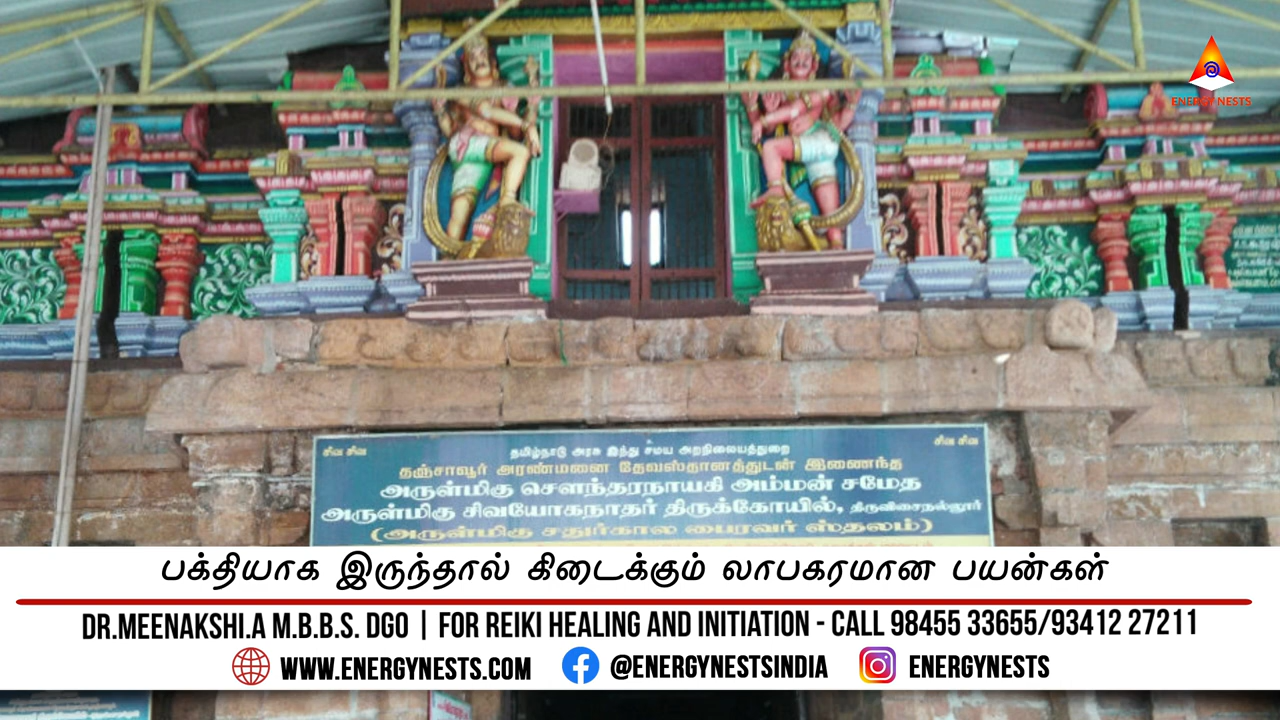 ENERGY NESTS
சிவ சிவ
தமிழ்நாடு அரசு இந்து சமய அறநிலையத்துறை
சிவ சிவ
தஞ்சாவூர் அரண்மனை தேவஸ்தானத்துடன் இணைந்த
அருள்மிகு சௌந்தரநாயகி அம்மன் சமேத
அருள்மிகு சிவயோகநாதர் திருக்கோயில், திருவிசைநல்லூர்
(அருள்மிகு சதுர்கால பைரவர் ஸ்தலம்)
பக்தியாக இருந்தால் கிடைக்கும் லாபகரமான பயன்கள்
DR.MEENAKSHI.A M.B.B.S. DGO | FOR REIKI HEALING AND INITIATION - CALL 98455 33655/93412 27211
WWW.ENERGYNESTS.COM @ENERGYNESTSINDIA ENERGYNESTS